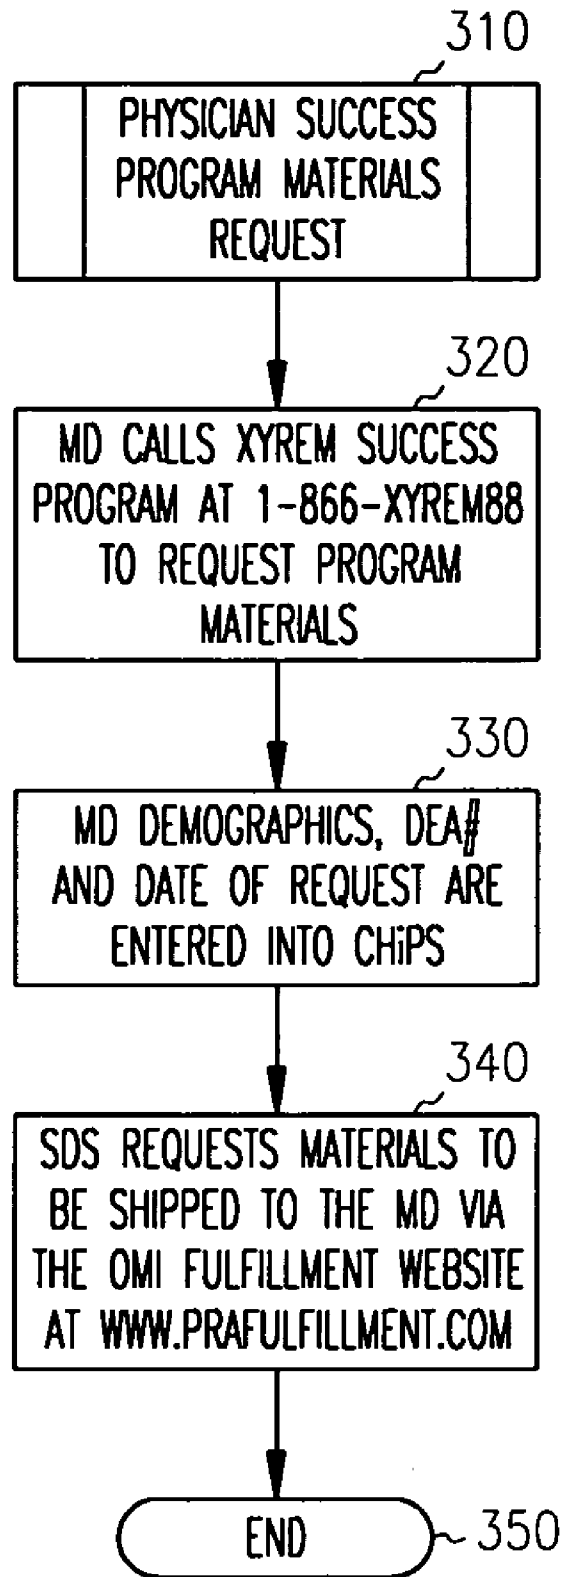 310
PHYSICIAN SUCCESS
PROGRAM MATERIALS
REQUEST
320
MD CALLS XYREM SUCCESS
PROGRAM AT 1-866-XYREM88
TO REQUEST PROGRAM
MATERIALS
330
MD DEMOGRAPHICS, DEA#
AND DATE OF REQUEST ARE
ENTERED INTO CHiPS
340
SDS REQUESTS MATERIALS TO
BE SHIPPED TO THE MD VIA
THE OMI FULFILLMENT WEBSITE
AT WWW.PRAFULFILLMENT.COM
END
350